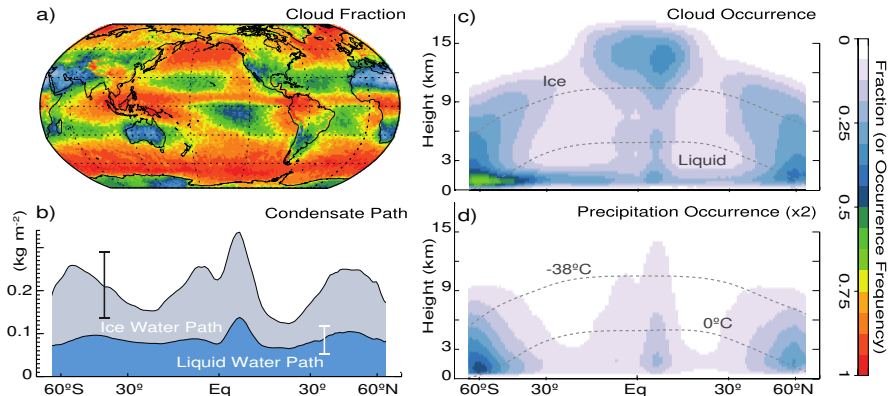 a) Cloud Fraction
b) Condensate Path
(kg m⁻²)
0.2
0.1
0
Ice Water Path
Liquid Water Path
60ºS 30º Eq 30º 60ºN
c) Cloud Occurrence
Height (km)
15
9
6
3
0
Ice
Liquid
d) Precipitation Occurrence (x2)
Height (km)
15
9
6
3
0
-38ºC
0ºC
60ºS 30º Eq 30º 60ºN
0
0.25
0.5
0.75
1
Fraction (or Occurrence Frequency)